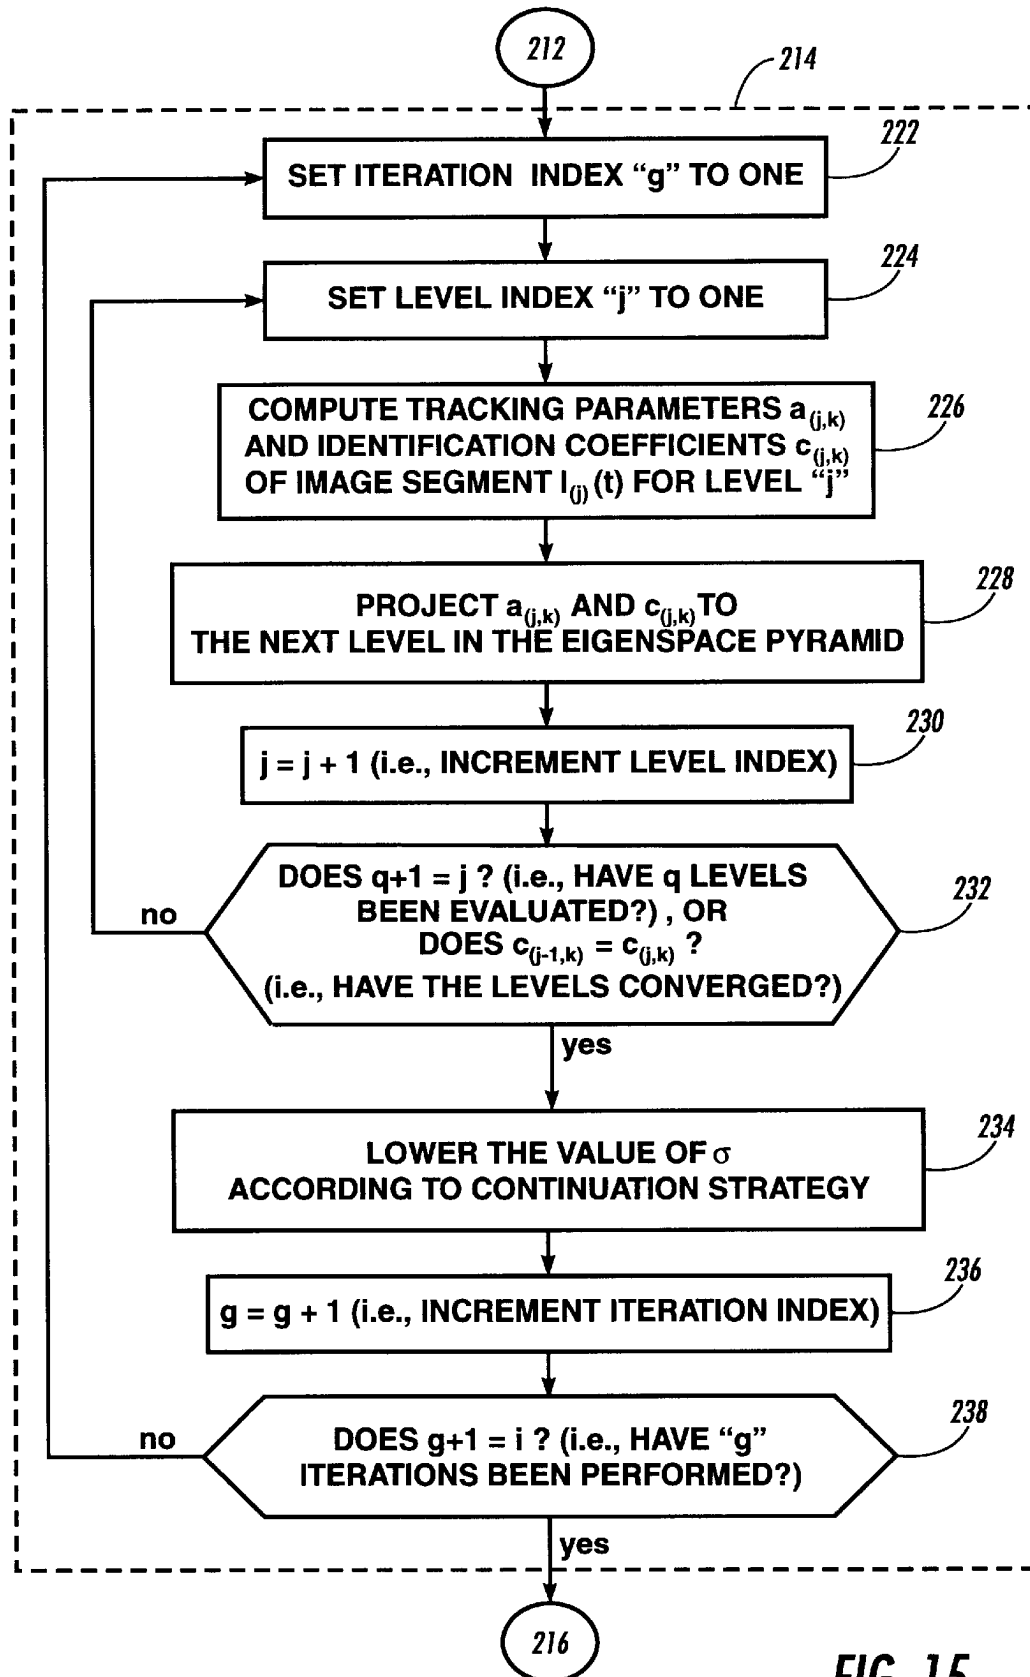 212
214
222
SET ITERATION INDEX “g” TO ONE
224
SET LEVEL INDEX “j” TO ONE
226
COMPUTE TRACKING PARAMETERS a(j,k)
AND IDENTIFICATION COEFFICIENTS c(j,k)
OF IMAGE SEGMENT I(j) (t) FOR LEVEL “j”
228
PROJECT a(j,k) AND c(j,k) TO
THE NEXT LEVEL IN THE EIGENSPACE PYRAMID
230
j = j + 1 (i.e., INCREMENT LEVEL INDEX)
232
DOES q+1 = j ? (i.e., HAVE q LEVELS
BEEN EVALUATED?) , OR
DOES c(j-1,k) = c(j,k) ?
(i.e., HAVE THE LEVELS CONVERGED?)
no
yes
234
LOWER THE VALUE OF σ
ACCORDING TO CONTINUATION STRATEGY
236
g = g + 1 (i.e., INCREMENT ITERATION INDEX)
238
DOES g+1 = i ? (i.e., HAVE “g”
ITERATIONS BEEN PERFORMED?)
no
yes
216
FIG. 15